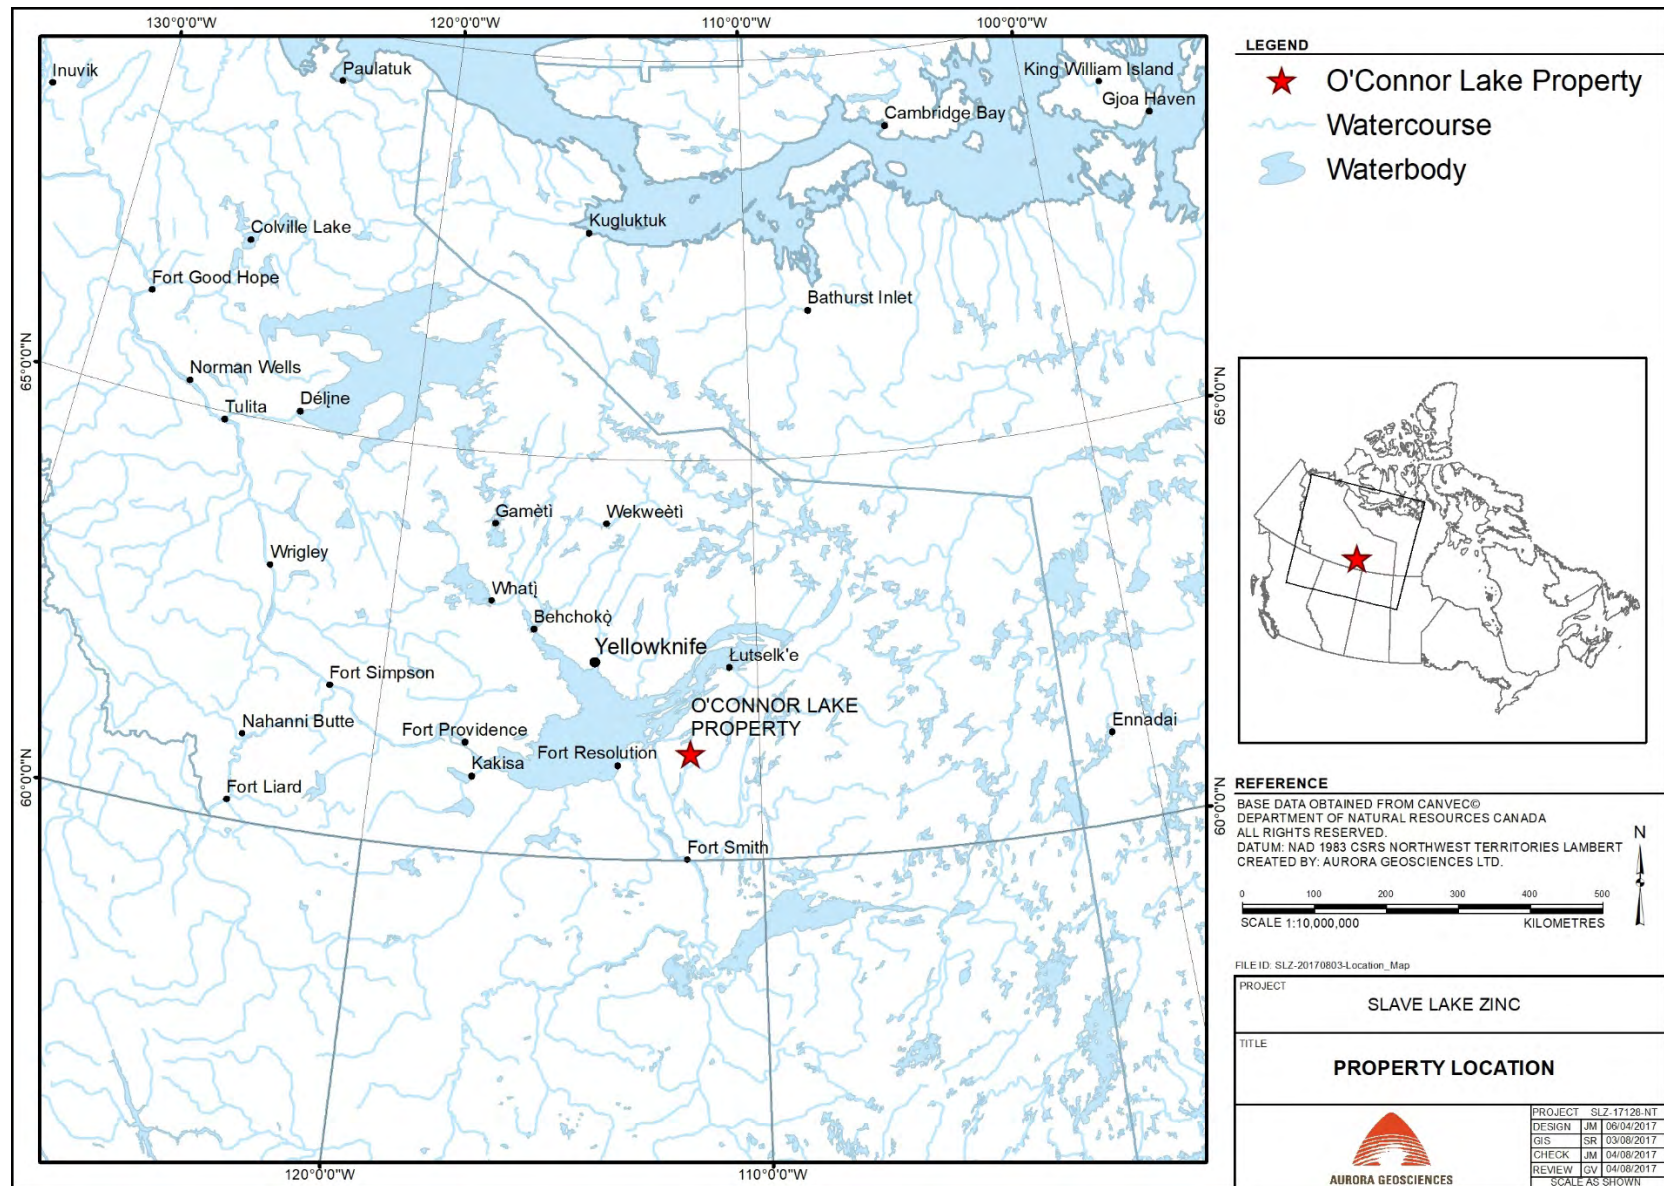 130°0'0"W
120°0'0"W
110°0'0"W
100°0'0"W
Inuvik
Paulatuk
King William Island
Gjoa Haven
Cambridge Bay
Colville Lake
Kugluktuk
Fort Good Hope
Bathurst Inlet
65°0'0"N
65°0'0"N
Norman Wells
Délı̨ne
Tulita
Gamètì
Wekweètì
Wrigley
Whatì
Behchokǫ̀
Yellowknife
Łutselk'e
Fort Simpson
O'CONNOR LAKE
PROPERTY
Nahanni Butte
Fort Providence
Ennadai
Kakisa
Fort Resolution
60°0'0"N
60°0'0"N
Fort Liard
Fort Smith
120°0'0"W
110°0'0"W
LEGEND
O'Connor Lake Property
Watercourse
Waterbody
REFERENCE
BASE DATA OBTAINED FROM CANVEC©
DEPARTMENT OF NATURAL RESOURCES CANADA
ALL RIGHTS RESERVED.
DATUM: NAD 1983 CSRS NORTHWEST TERRITORIES LAMBERT
CREATED BY: AURORA GEOSCIENCES LTD.
N
0 100 200 300 400 500
SCALE 1:10,000,000 KILOMETRES
FILE ID: SLZ-20170803-Location_Map
PROJECT
SLAVE LAKE ZINC
TITLE
PROPERTY LOCATION
AURORA GEOSCIENCES
PROJECT SLZ-17128-NT
DESIGN JM 06/04/2017
GIS SR 03/08/2017
CHECK JM 04/08/2017
REVIEW GV 04/08/2017
SCALE AS SHOWN